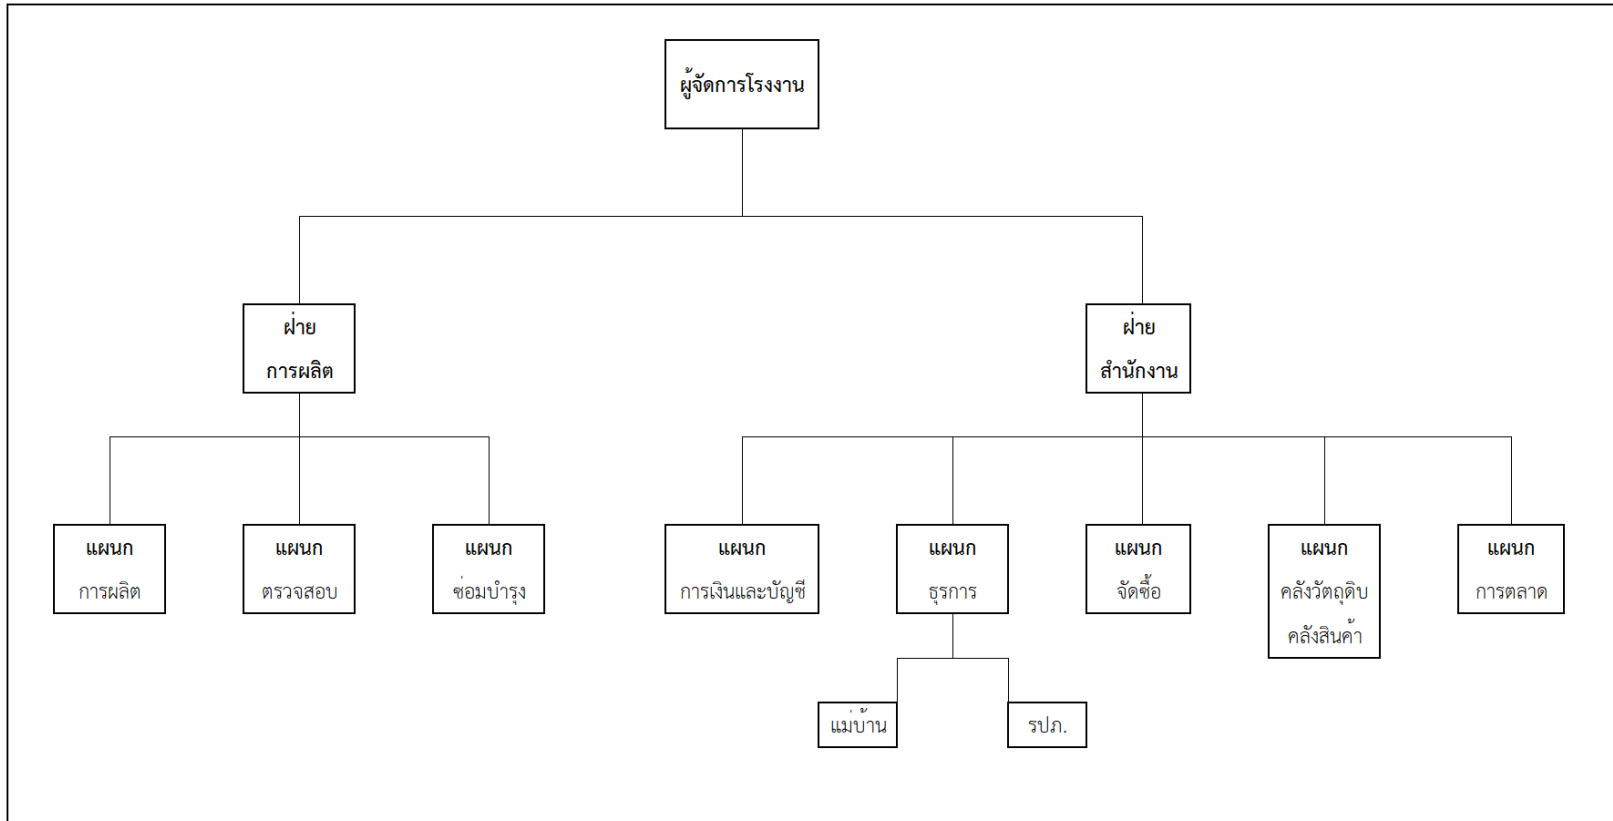 ผู้จัดการโรงงาน
ฝ่าย
การผลิต
ฝ่าย
สำนักงาน
แผนก
การผลิต
แผนก
ตรวจสอบ
แผนก
ซ่อมบำรุง
แผนก
การเงินและบัญชี
แผนก
ธุรการ
แผนก
จัดซื้อ
แผนก
คลังวัตถุดิบ
คลังสินค้า
แผนก
การตลาด
แม่บ้าน
รปภ.